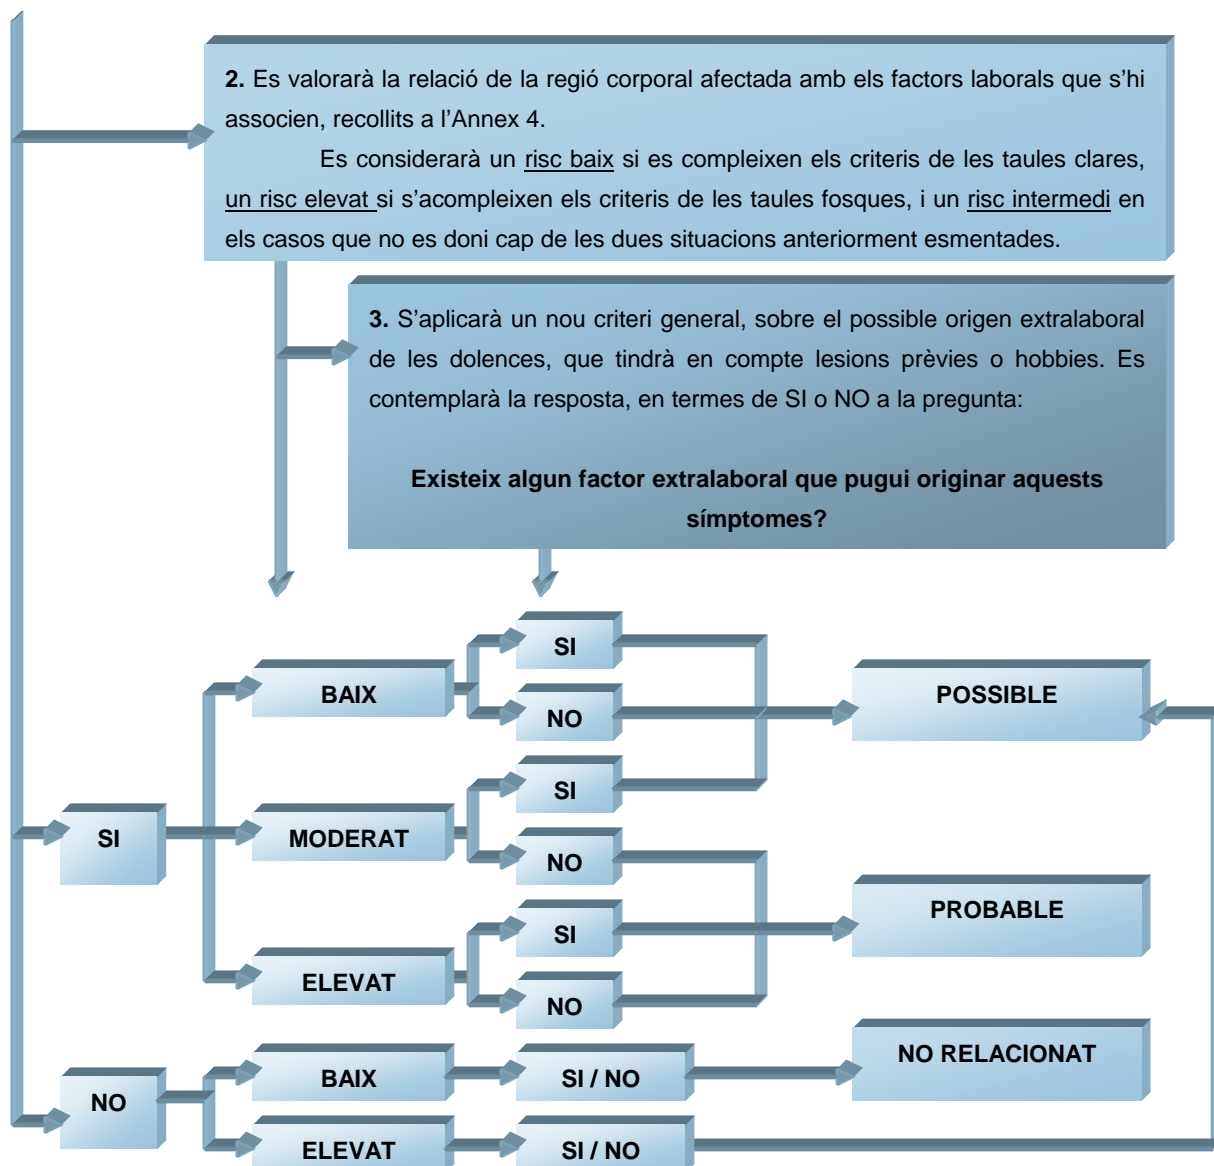 2. Es valorarà la relació de la regió corporal afectada amb els factors laborals que s’hi
associen, recollits a l’Annex 4.
Es considerarà un risc baix si es compleixen els criteris de les taules clares,
un risc elevat si s’acompleixen els criteris de les taules fosques, i un risc intermedi en
els casos que no es doni cap de les dues situacions anteriorment esmentades.
3. S’aplicarà un nou criteri general, sobre el possible origen extralaboral
de les dolences, que tindrà en compte lesions prèvies o hobbies. Es
contemplarà la resposta, en termes de SI o NO a la pregunta:
Existeix algun factor extralaboral que pugui originar aquests
símptomes?
SI
BAIX
POSSIBLE
NO
SI
SI
MODERAT
NO
PROBABLE
SI
ELEVAT
NO
NO RELACIONAT
BAIX
SI / NO
NO
ELEVAT
SI / NO